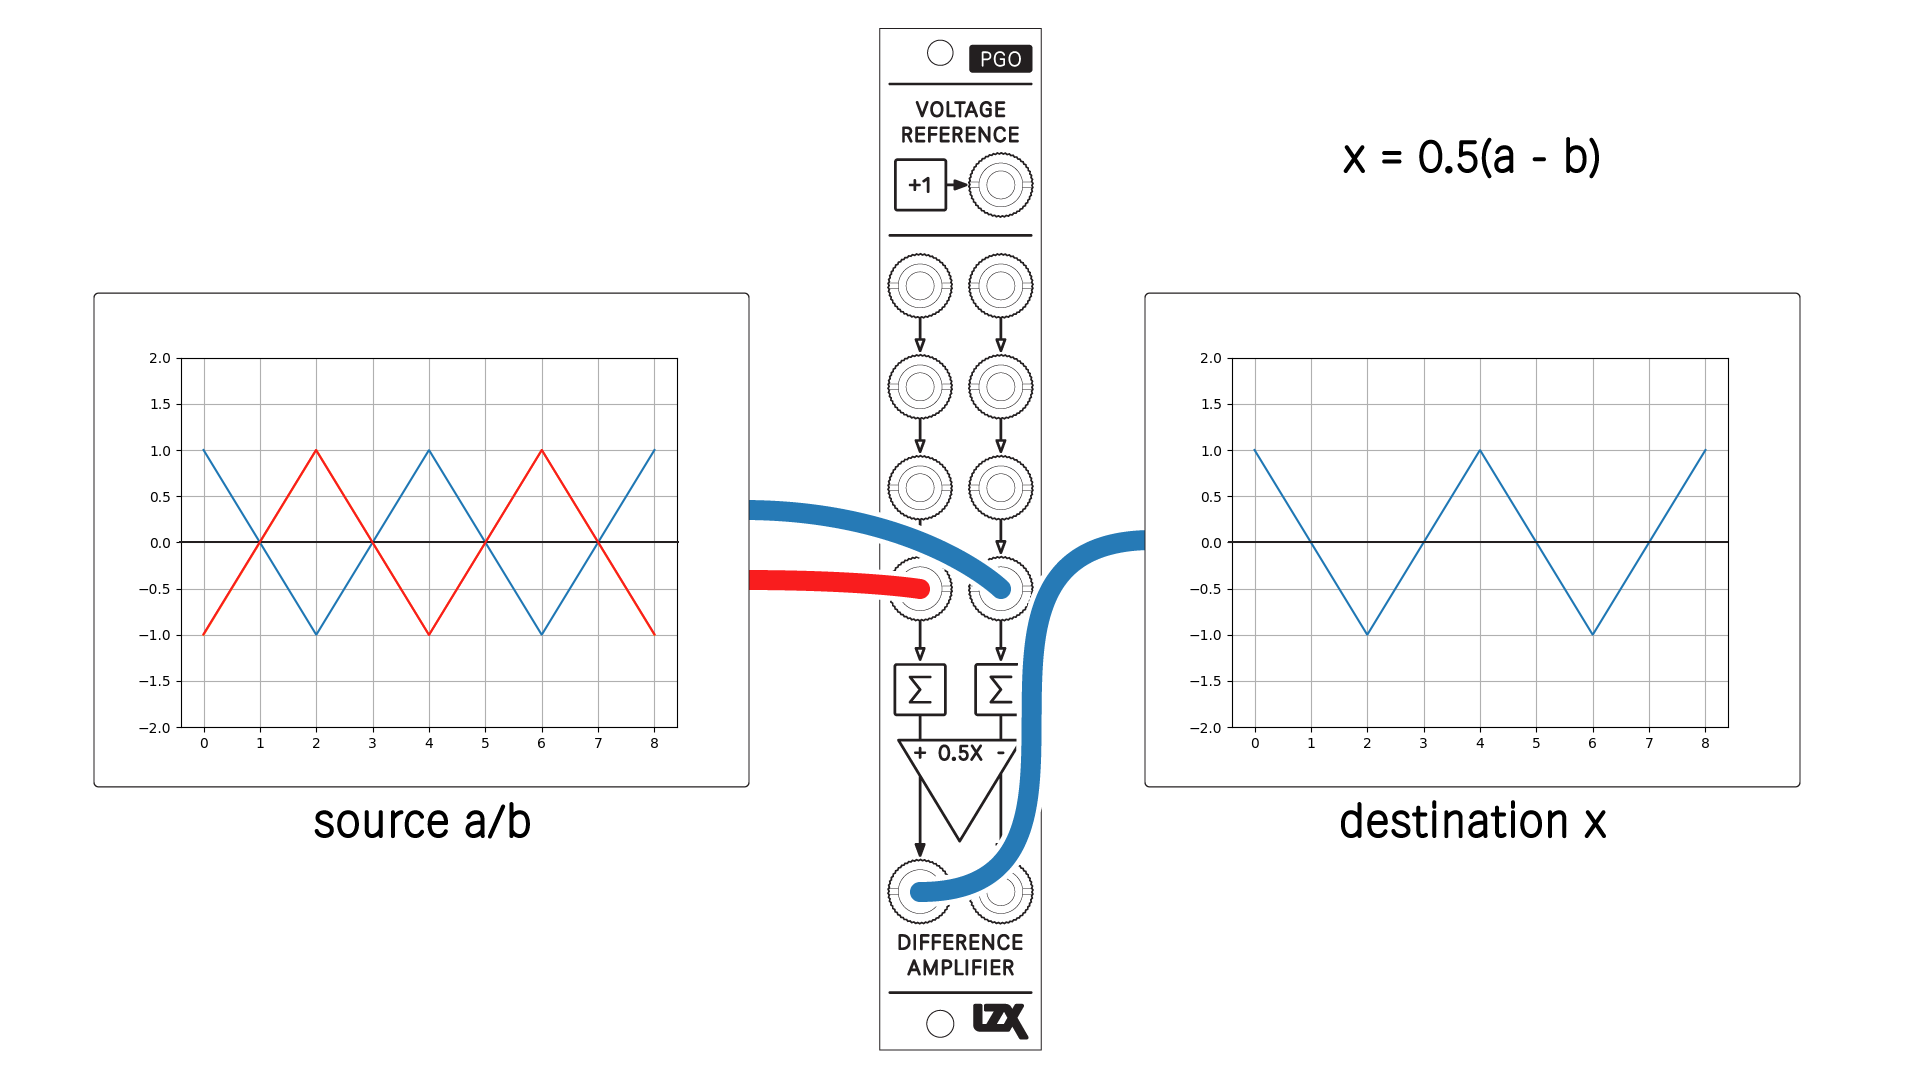 PGO
VOLTAGE
REFERENCE
+1
x = 0.5(a - b)
2.0
1.5
1.0
0.5
0.0
−0.5
−1.0
−1.5
−2.0
0 1 2 3 4 5 6 7 8
source a/b
Σ Σ
+ 0.5X -
DIFFERENCE
AMPLIFIER
LZX
2.0
1.5
1.0
0.5
0.0
−0.5
−1.0
−1.5
−2.0
0 1 2 3 4 5 6 7 8
destination x